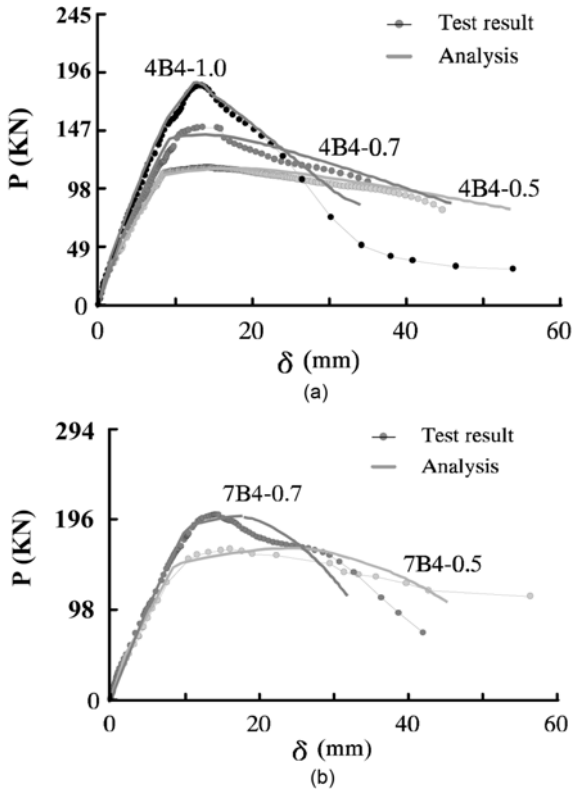 245
196
147
98
49
0
P (KN)
Test result
Analysis
4B4-1.0
4B4-0.7
4B4-0.5
0 20 40 60
δ (mm)
(a)
294
196
98
0
P (KN)
Test result
Analysis
7B4-0.7
7B4-0.5
0 20 40 60
δ (mm)
(b)